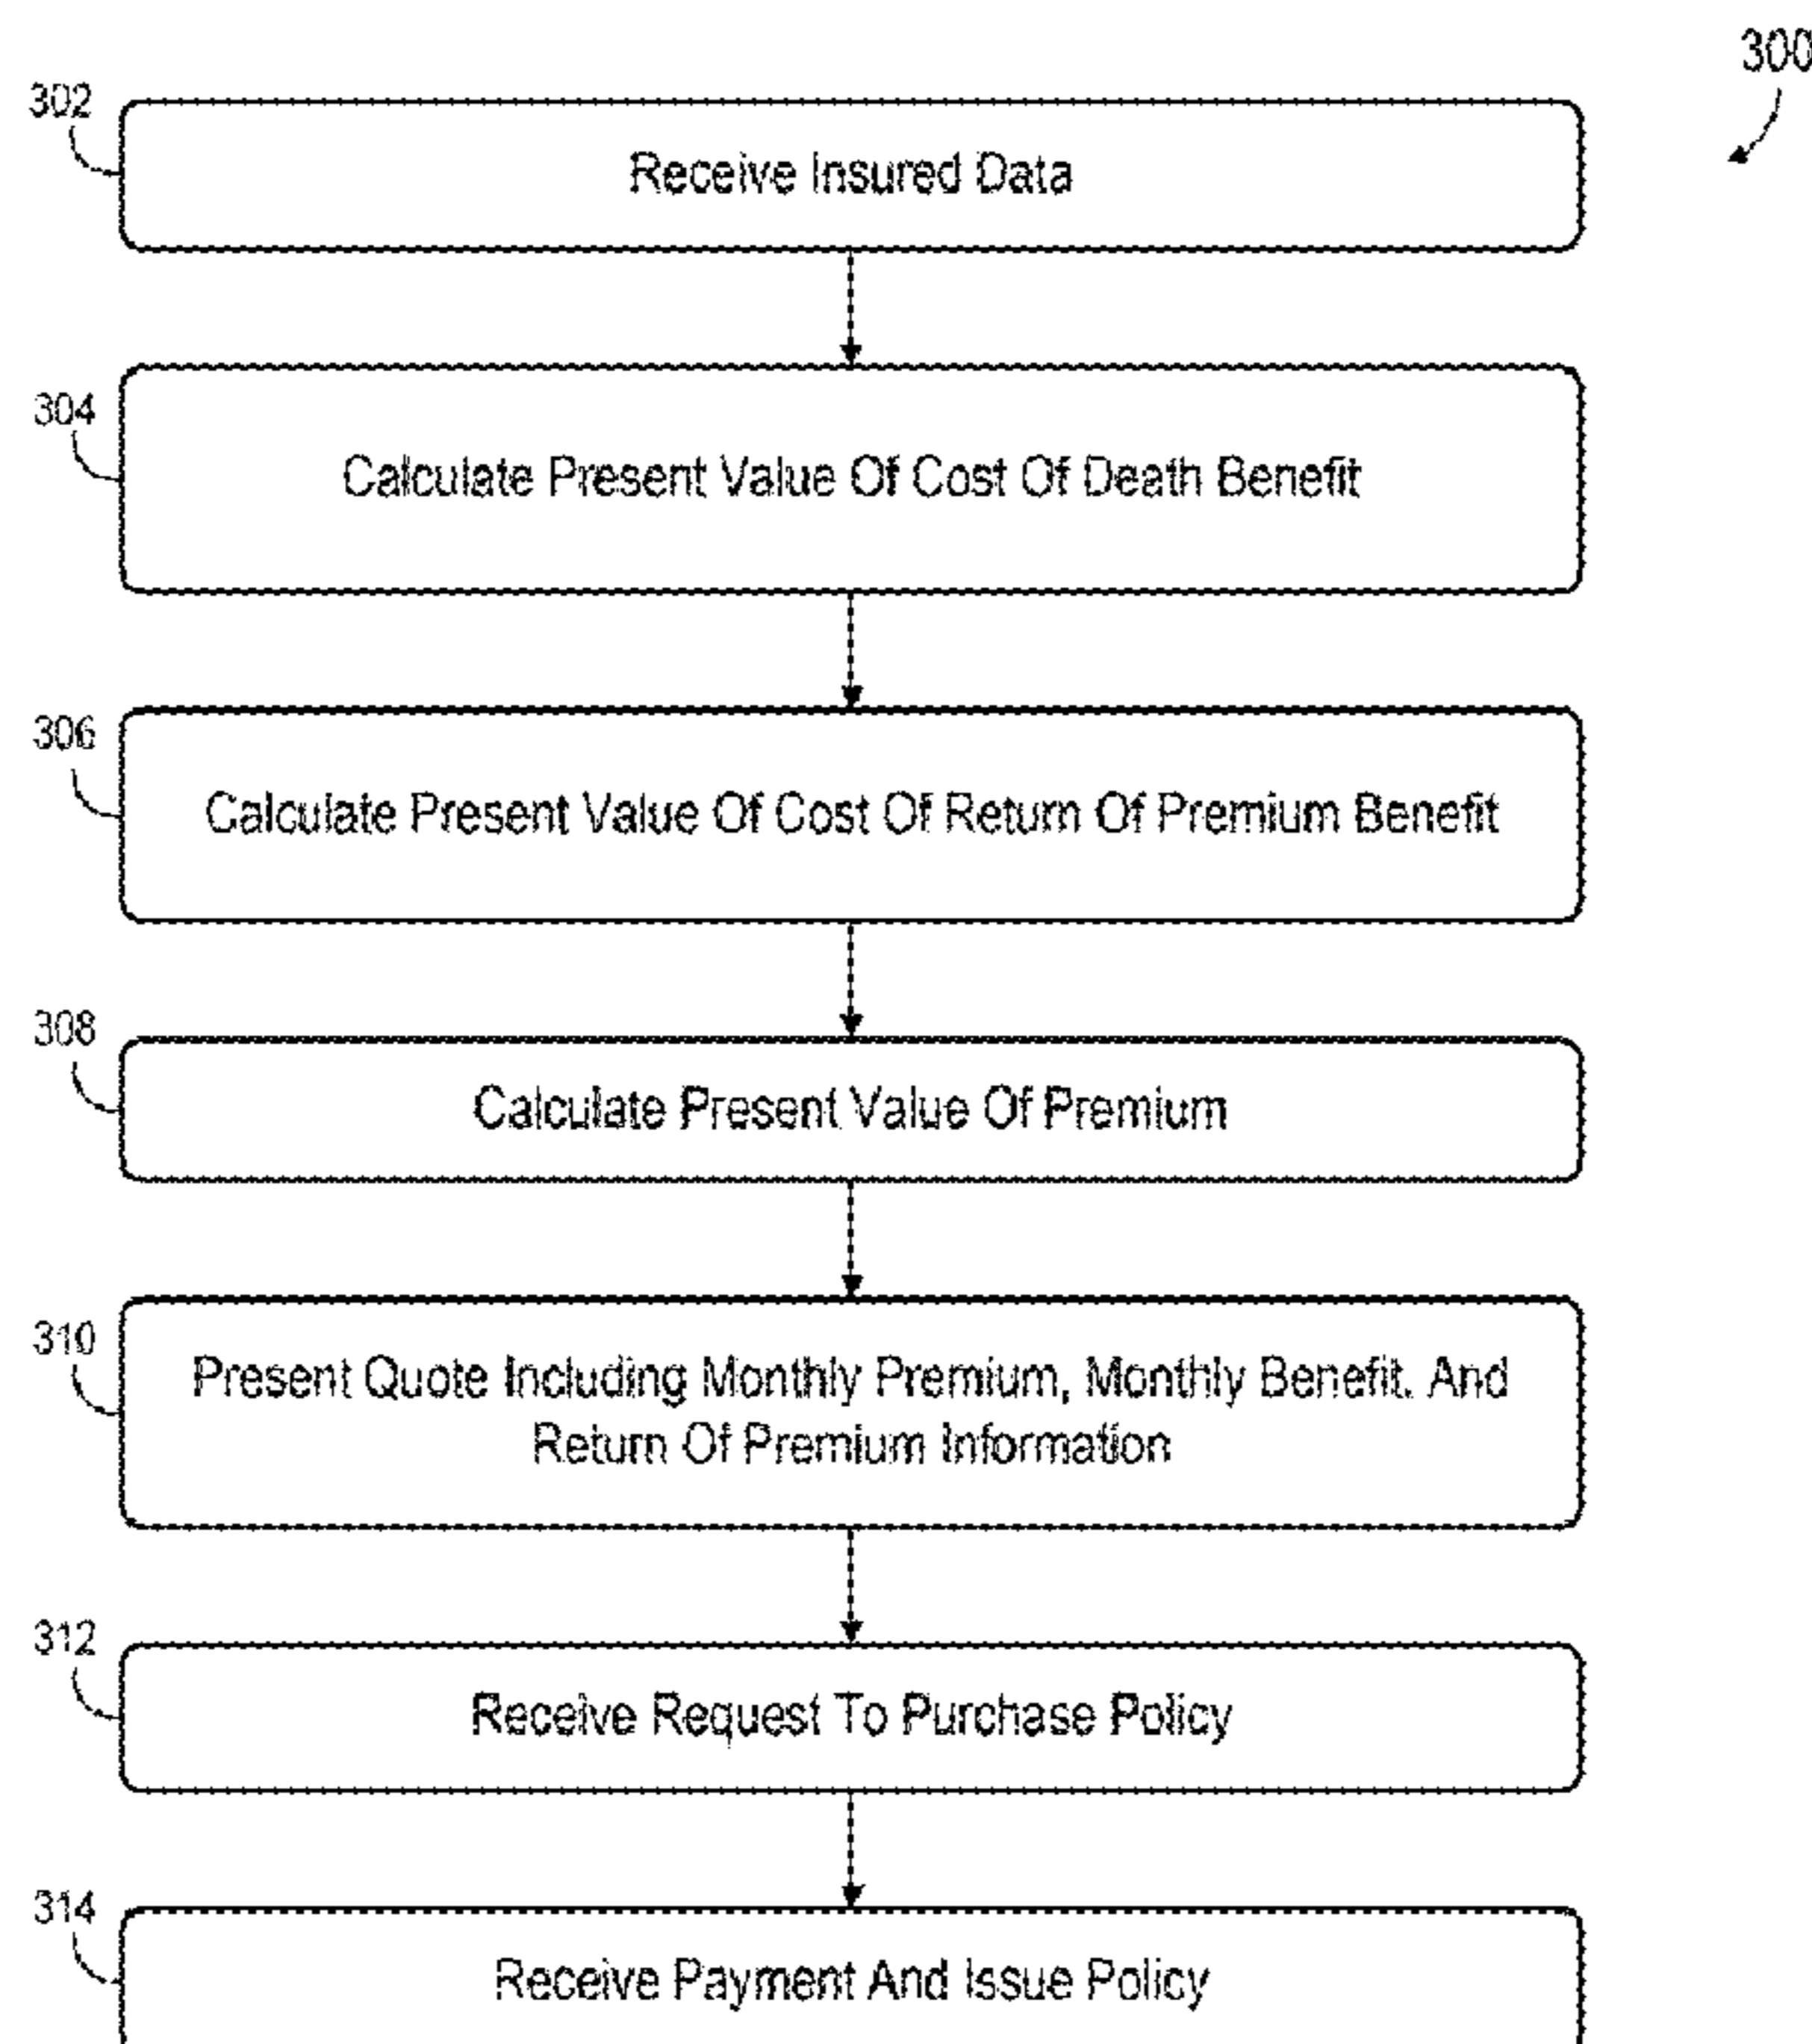 300
302
Receive Insured Data
304
Calculate Present Value Of Cost Of Death Benefit
306
Calculate Present Value Of Cost Of Return Of Premium Benefit
308
Calculate Present Value Of Premium
310
Present Quote Including Monthly Premium, Monthly Benefit. And
Return Of Premium Information
312
Receive Request To Purchase Policy
314
Receive Payment And Issue Policy